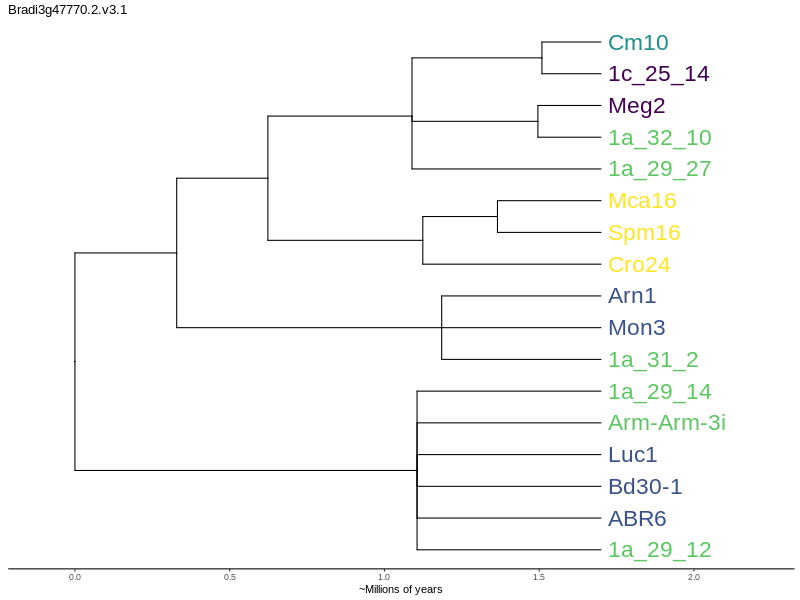 Bradi3g47770.2.v3.1
Cm10
1c_25_14
Meg2
1a_32_10
1a_29_27
Mca16
Spm16
Cro24
Arn1
Mon3
1a_31_2
1a_29_14
Arm-Arm-3i
Luc1
Bd30-1
ABR6
1a_29_12
0.0 0.5 1.0 1.5 2.0
~Millions of years